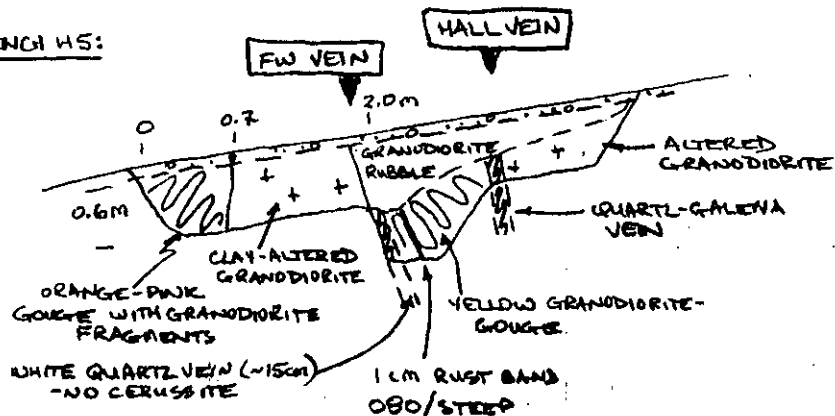 NCH H5:
FW VEIN
HALL VEIN
0
0.7
2.0m
GRANUDIORITE
RUBBLE
ALTERED
GRANODIORITE
0.6m
QUARTZ-GALENA
VEIN
CLAY-ALTERED
GRANODIORITE
ORANGE-PINK
GOUGE WITH GRANODIORITE
FRAGMENTS
YELLOW GRANODIORITE-
GOUGE
WHITE QUARTZ VEIN (~15cm)
-NO CERUSSITE
1 CM RUST BAND
080/STEEP